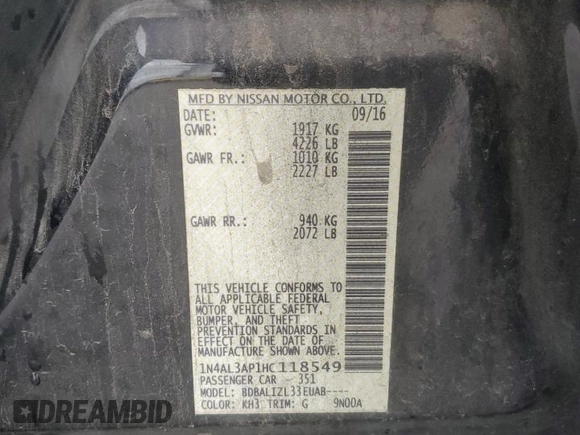 MFD BY NISSAN MOTOR CO., LTD.
DATE: 09/16
GVWR: 1917 KG
4226 LB
GAWR FR.: 1010 KG
2227 LB
GAWR RR.: 940 KG
2072 LB
THIS VEHICLE CONFORMS TO
ALL APPLICABLE FEDERAL
MOTOR VEHICLE SAFETY,
BUMPER, AND THEFT
PREVENTION STANDARDS IN
EFFECT ON THE DATE OF
MANUFACTURE SHOWN ABOVE.
1N4AL3AP1HC118549
PASSENGER CAR 351
MODEL: BDBALIZL33EUAB----
COLOR: KH3 TRIM: G 9N00A
DREAMBID